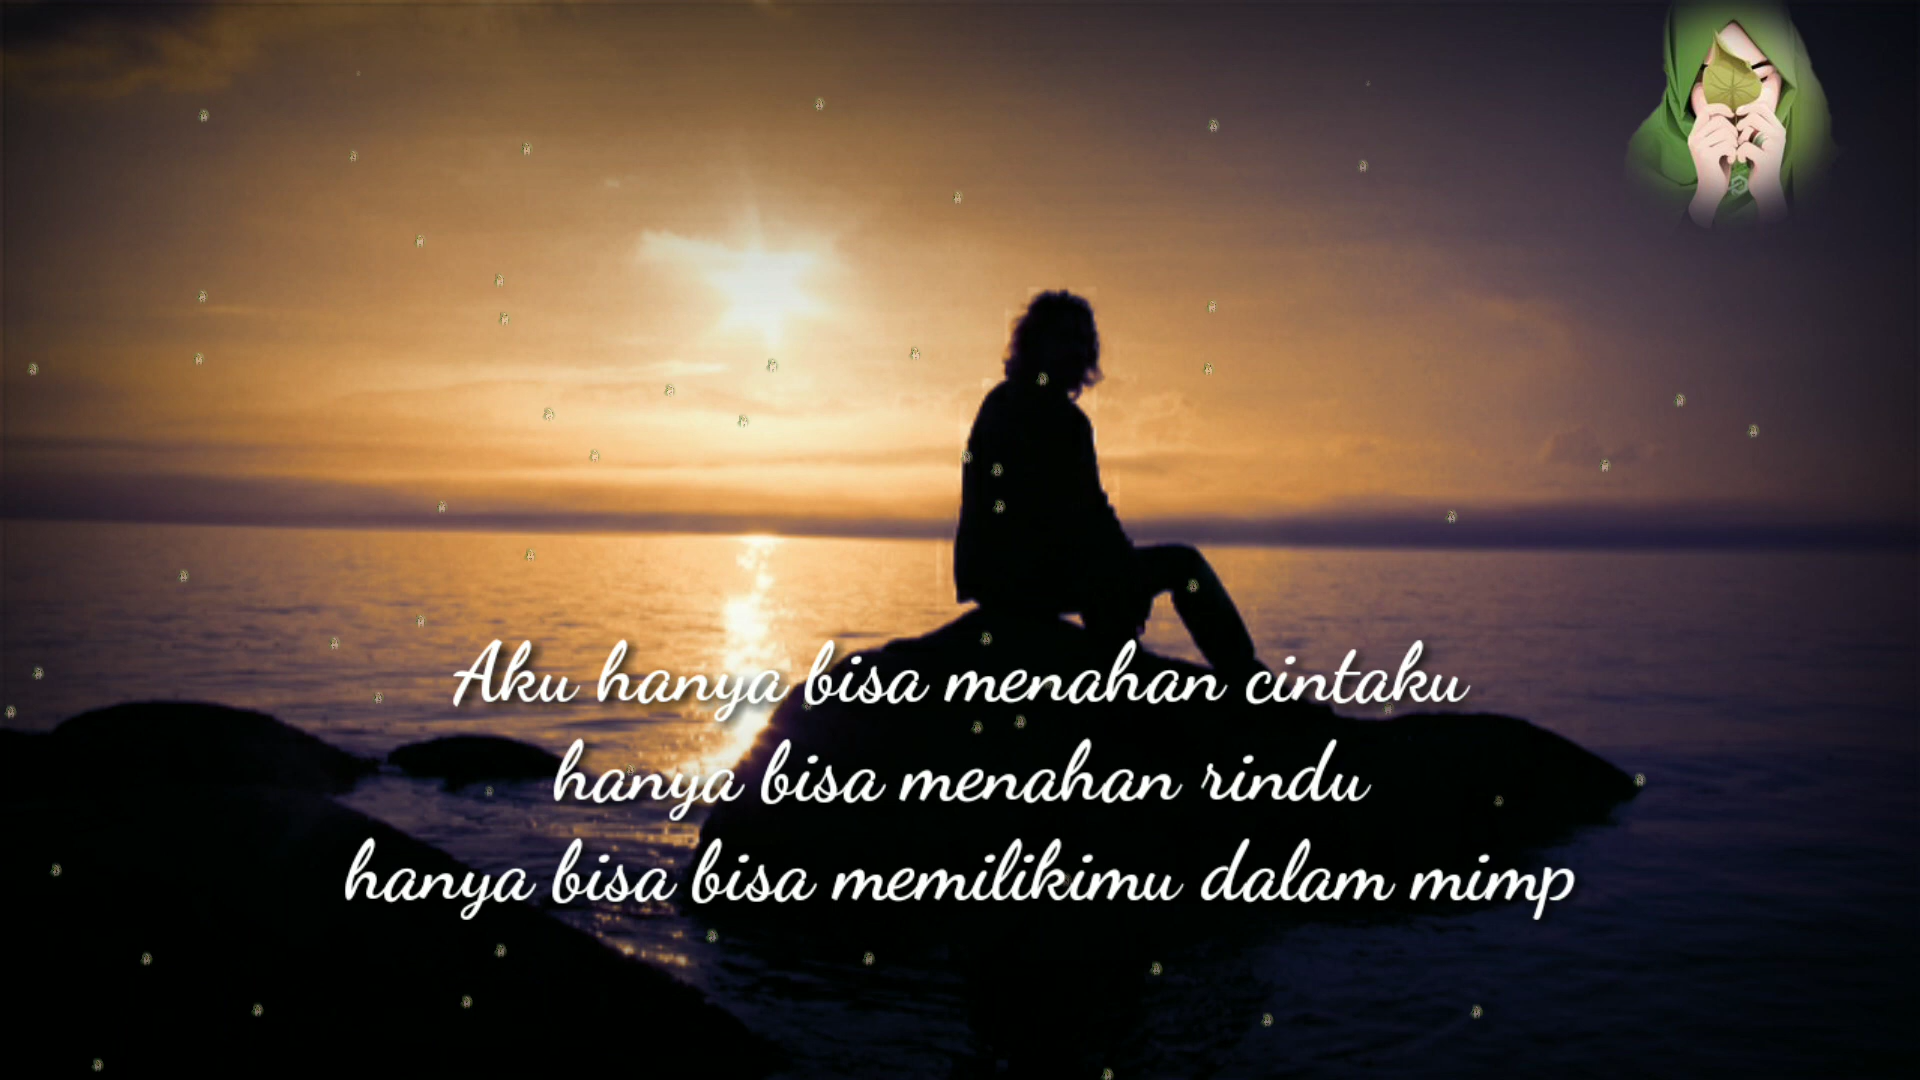 Aku hanya bisa menahan cintaku
hanya bisa menahan rindu
hanya bisa bisa memilikimu dalam mimp